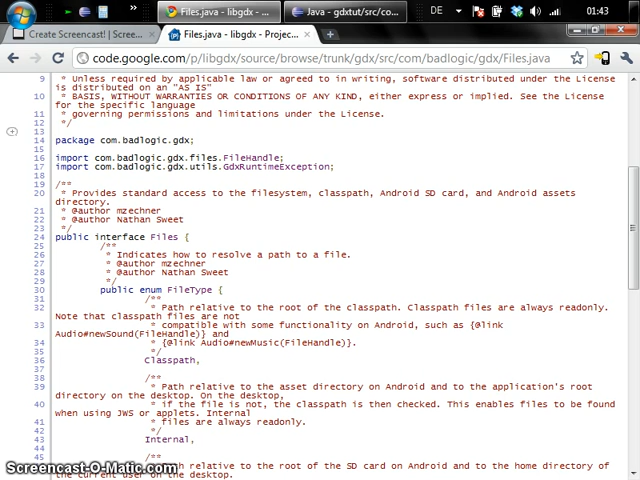 Files.java - libgdx - ...
Java - gdxtut/src/co...
DE
01:43
Create Screencast! | Scree...
Files.java - libgdx - Projec...
code.google.com/p/libgdx/source/browse/trunk/gdx/src/com/badlogic/gdx/Files.java
9 * Unless required by applicable law or agreed to in writing, software distributed under the License
is distributed on an "AS IS"
10 * BASIS, WITHOUT WARRANTIES OR CONDITIONS OF ANY KIND, either express or implied. See the License
for the specific language
11 * governing permissions and limitations under the License.
12 */
13
14 package com.badlogic.gdx;
15
16 import com.badlogic.gdx.files.FileHandle;
17 import com.badlogic.gdx.utils.GdxRuntimeException;
18
19 /**
20 * Provides standard access to the filesystem, classpath, Android SD card, and Android assets
directory.
21 * @author mzechner
22 * @author Nathan Sweet
23 */
24 public interface Files {
25 /**
26 * Indicates how to resolve a path to a file.
27 * @author mzechner
28 * @author Nathan Sweet
29 */
30 public enum FileType {
31 /**
32 * Path relative to the root of the classpath. Classpath files are always readonly.
Note that classpath files are not
33 * compatible with some functionality on Android, such as {@link
Audio#newSound(FileHandle)} and
34 * {@link Audio#newMusic(FileHandle)}.
35 */
36 Classpath,
37
38 /**
39 * Path relative to the asset directory on Android and to the application's root
directory on the desktop. On the desktop,
40 * if the file is not, the classpath is then checked. This enables files to be found
when using JWS or applets. Internal
41 * files are always readonly.
42 */
43 Internal,
44
45 /**
relative to the root of the SD card on Android and to the home directory of
the current user on the desktop.
Screencast-O-Matic.com